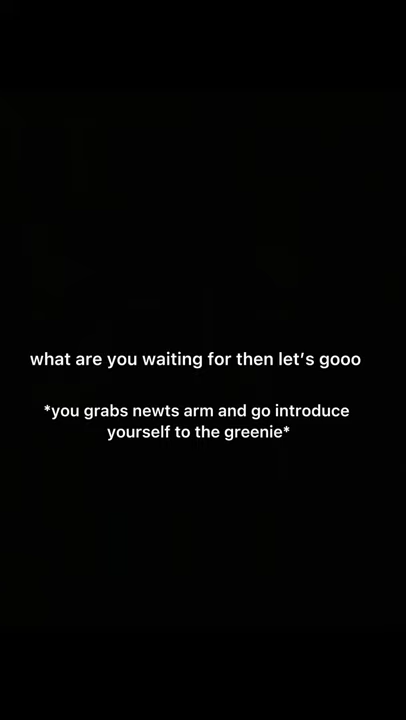 what are you waiting for then let's gooo
*you grabs newts arm and go introduce
yourself to the greenie*